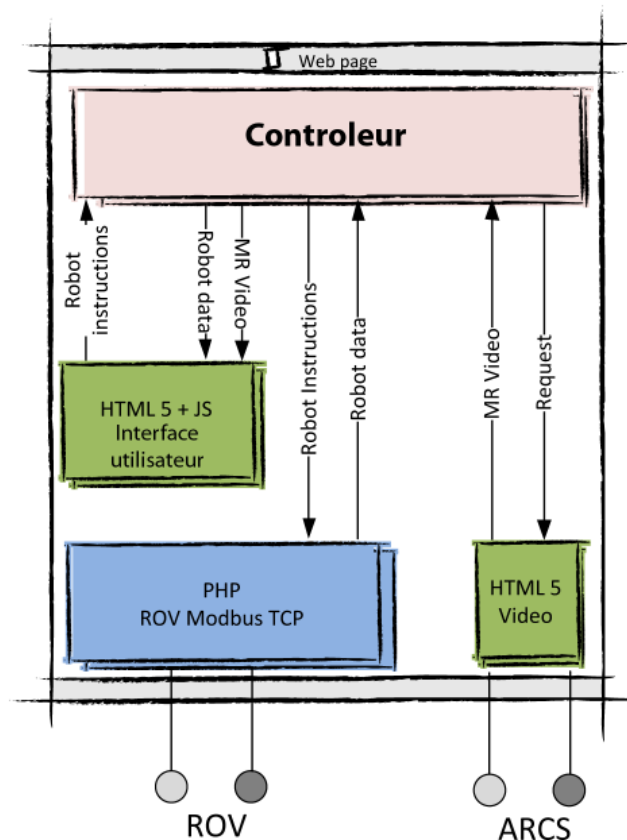 Web page
Controleur
Robot
instructions
Robot data
MR Video
Robot Instructions
Robot data
MR Video
Request
HTML 5 + JS
Interface
utilisateur
PHP
ROV Modbus TCP
HTML 5
Video
ROV
ARCS